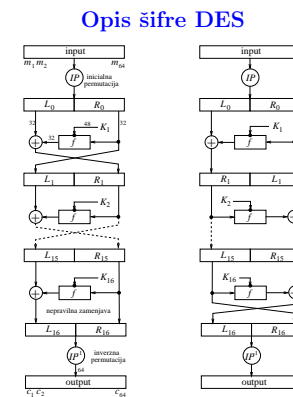 Opis šifre DES
input
m1 m2 m64
IP
inicialna
permutacija
L0 R0
32 48 K1 32
32 f
L1 R1
K2
f
L15 R15
K16
f
nepravilna zamenjava
L16 R16
IP-1 inverzna
permutacija
64
output
c1 c2 c64
input
IP
L0 R0
K1
f
R1 L1
K2
f
L15 R15
K16
f
L16 R16
IP-1
output